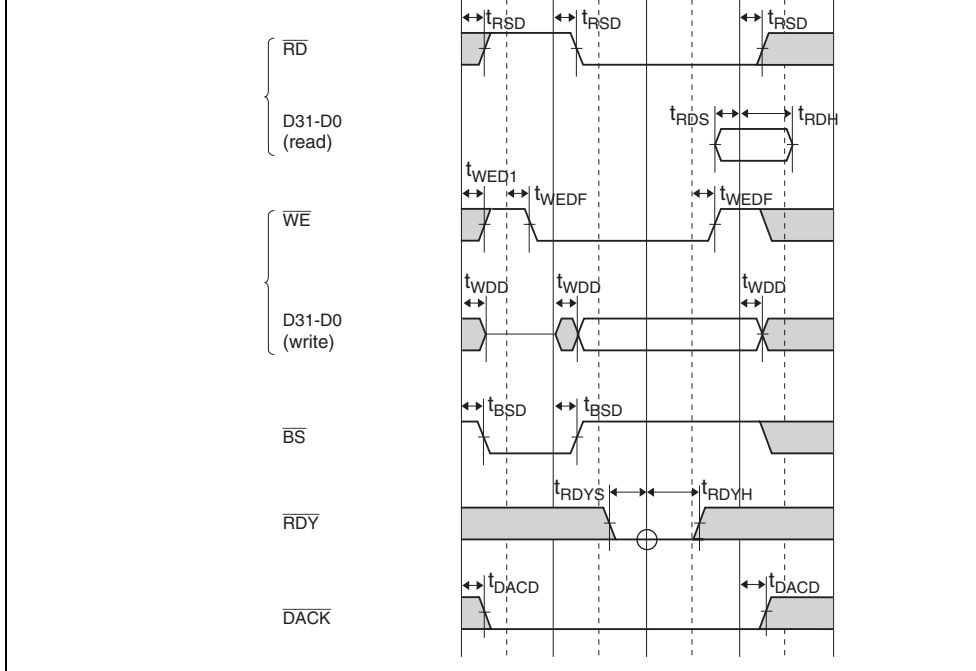 tRSD tRSD tRSD
RD
D31-D0
(read)
tRDS tRDH
tWED1
tWEDF tWEDF
WE
tWDD tWDD tWDD
D31-D0
(write)
tBSD tBSD
BS
tRDYS tRDYH
RDY
tDACD tDACD
DACK